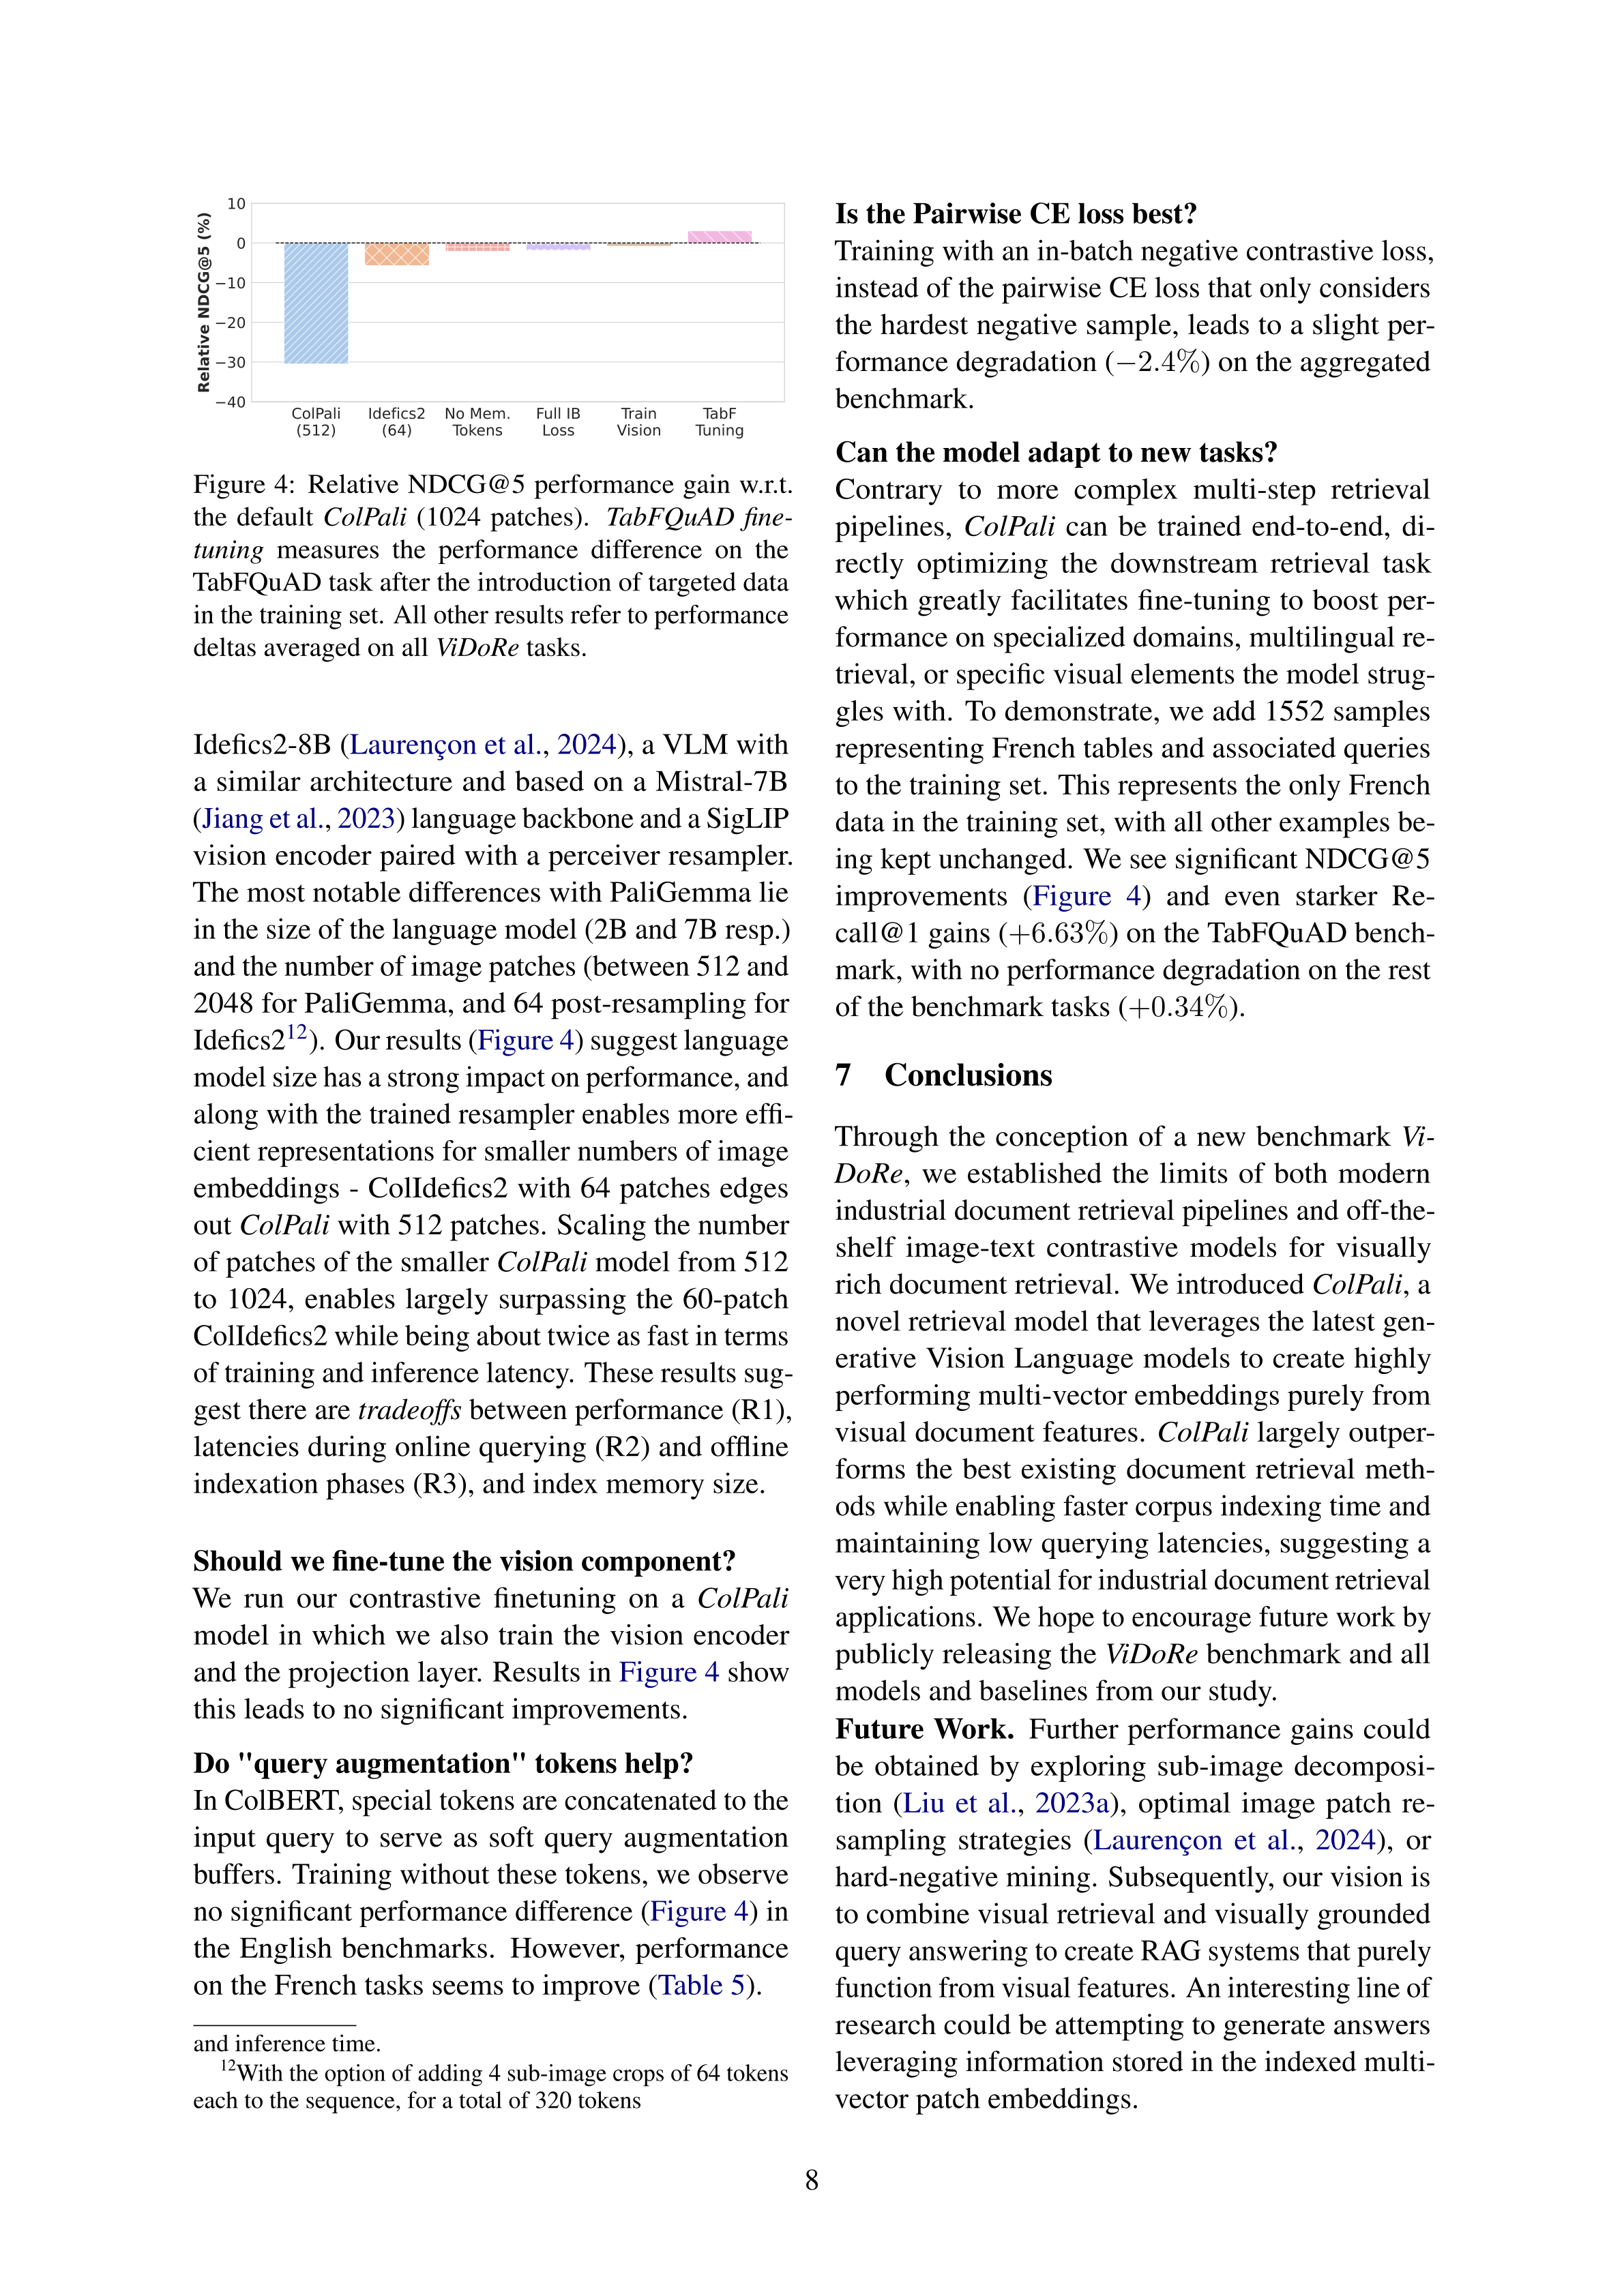 10
0
−10
−20
−30
−40
Relative NDCG@5 (%)
ColPali
(512)
Idefics2
(64)
No Mem.
Tokens
Full IB
Loss
Train
Vision
TabF
Tuning
Figure 4: Relative NDCG@5 performance gain w.r.t.
the default ColPali (1024 patches). TabFQuAD fine-
tuning measures the performance difference on the
TabFQuAD task after the introduction of targeted data
in the training set. All other results refer to performance
deltas averaged on all ViDoRe tasks.
Idefics2-8B (Laurençon et al., 2024), a VLM with
a similar architecture and based on a Mistral-7B
(Jiang et al., 2023) language backbone and a SigLIP
vision encoder paired with a perceiver resampler.
The most notable differences with PaliGemma lie
in the size of the language model (2B and 7B resp.)
and the number of image patches (between 512 and
2048 for PaliGemma, and 64 post-resampling for
Idefics2¹²). Our results (Figure 4) suggest language
model size has a strong impact on performance, and
along with the trained resampler enables more effi-
cient representations for smaller numbers of image
embeddings - ColIdefics2 with 64 patches edges
out ColPali with 512 patches. Scaling the number
of patches of the smaller ColPali model from 512
to 1024, enables largely surpassing the 60-patch
ColIdefics2 while being about twice as fast in terms
of training and inference latency. These results sug-
gest there are tradeoffs between performance (R1),
latencies during online querying (R2) and offline
indexation phases (R3), and index memory size.
Should we fine-tune the vision component?
We run our contrastive finetuning on a ColPali
model in which we also train the vision encoder
and the projection layer. Results in Figure 4 show
this leads to no significant improvements.
Do "query augmentation" tokens help?
In ColBERT, special tokens are concatenated to the
input query to serve as soft query augmentation
buffers. Training without these tokens, we observe
no significant performance difference (Figure 4) in
the English benchmarks. However, performance
on the French tasks seems to improve (Table 5).
and inference time.
¹²With the option of adding 4 sub-image crops of 64 tokens
each to the sequence, for a total of 320 tokens
Is the Pairwise CE loss best?
Training with an in-batch negative contrastive loss,
instead of the pairwise CE loss that only considers
the hardest negative sample, leads to a slight per-
formance degradation (−2.4%) on the aggregated
benchmark.
Can the model adapt to new tasks?
Contrary to more complex multi-step retrieval
pipelines, ColPali can be trained end-to-end, di-
rectly optimizing the downstream retrieval task
which greatly facilitates fine-tuning to boost per-
formance on specialized domains, multilingual re-
trieval, or specific visual elements the model strug-
gles with. To demonstrate, we add 1552 samples
representing French tables and associated queries
to the training set. This represents the only French
data in the training set, with all other examples be-
ing kept unchanged. We see significant NDCG@5
improvements (Figure 4) and even starker Re-
call@1 gains (+6.63%) on the TabFQuAD bench-
mark, with no performance degradation on the rest
of the benchmark tasks (+0.34%).
7 Conclusions
Through the conception of a new benchmark Vi-
DoRe, we established the limits of both modern
industrial document retrieval pipelines and off-the-
shelf image-text contrastive models for visually
rich document retrieval. We introduced ColPali, a
novel retrieval model that leverages the latest gen-
erative Vision Language models to create highly
performing multi-vector embeddings purely from
visual document features. ColPali largely outper-
forms the best existing document retrieval meth-
ods while enabling faster corpus indexing time and
maintaining low querying latencies, suggesting a
very high potential for industrial document retrieval
applications. We hope to encourage future work by
publicly releasing the ViDoRe benchmark and all
models and baselines from our study.
Future Work. Further performance gains could
be obtained by exploring sub-image decomposi-
tion (Liu et al., 2023a), optimal image patch re-
sampling strategies (Laurençon et al., 2024), or
hard-negative mining. Subsequently, our vision is
to combine visual retrieval and visually grounded
query answering to create RAG systems that purely
function from visual features. An interesting line of
research could be attempting to generate answers
leveraging information stored in the indexed multi-
vector patch embeddings.
8